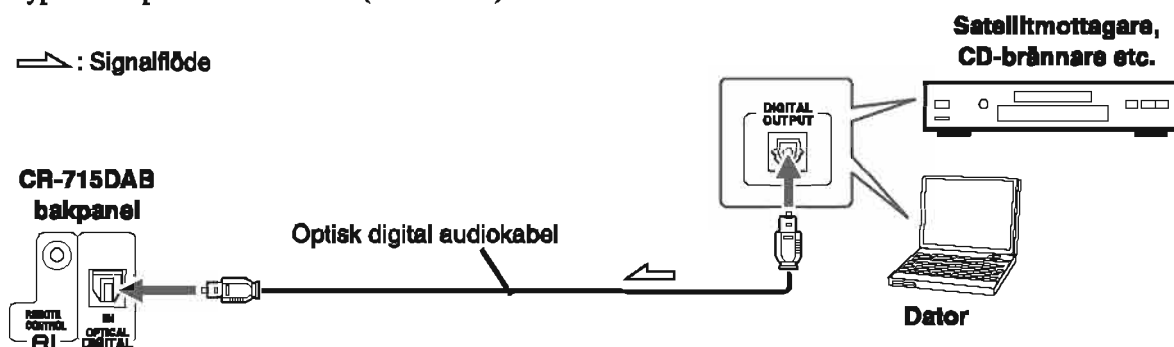 : Signalflöde
Satellitmottagare,
CD-brännare etc.
DIGITAL
OUTPUT
CR-715DAB
bakpanel
Optisk digital audiokabel
REMOTE
CONTROL
RI
IN
OPTICAL
DIGITAL
Dator